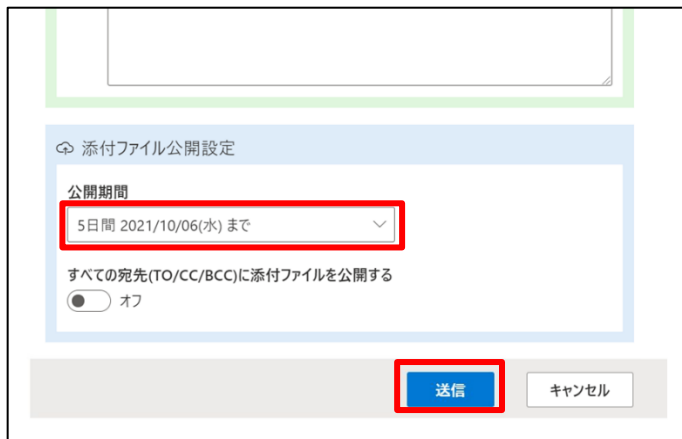 添付ファイル公開設定
公開期間
5日間 2021/10/06(水) まで
すべての宛先(TO/CC/BCC)に添付ファイルを公開する
オフ
送信
キャンセル